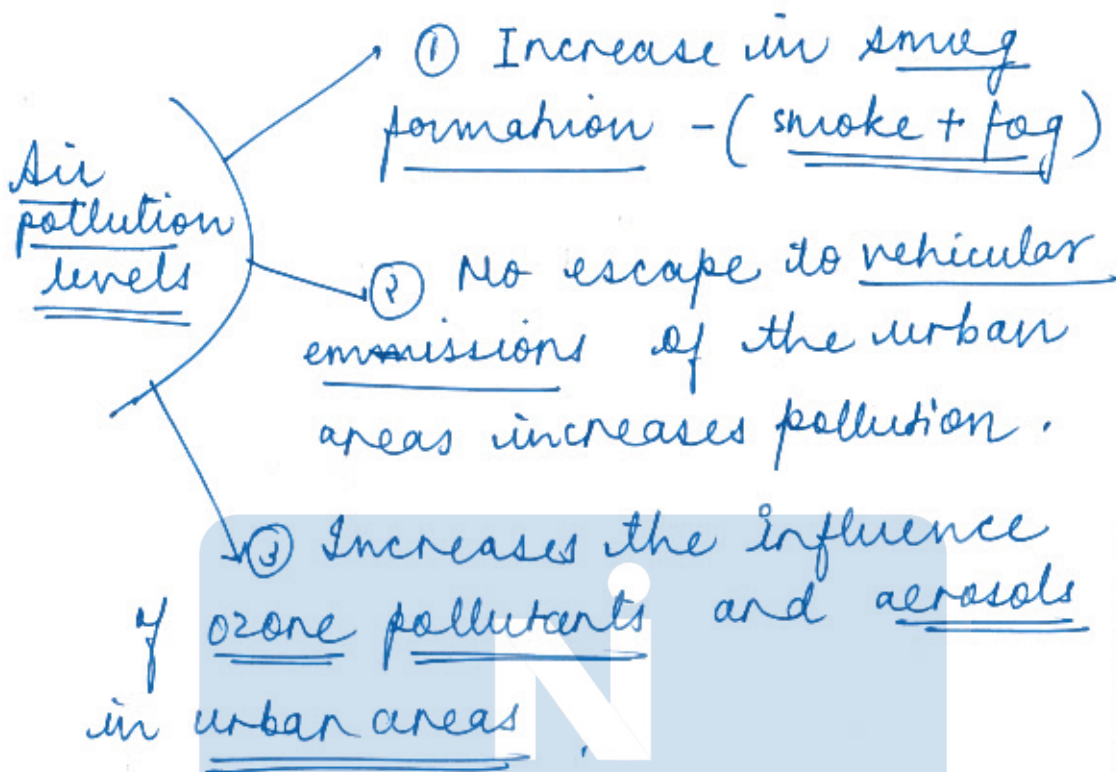 Air
pollution
levels
① Increase in smog
formation - (smoke + fog)
② No escape to vehicular
emissions of the urban
areas increases pollution.
③ Increases the influence
of ozone pollutants and aerosols
in urban areas.